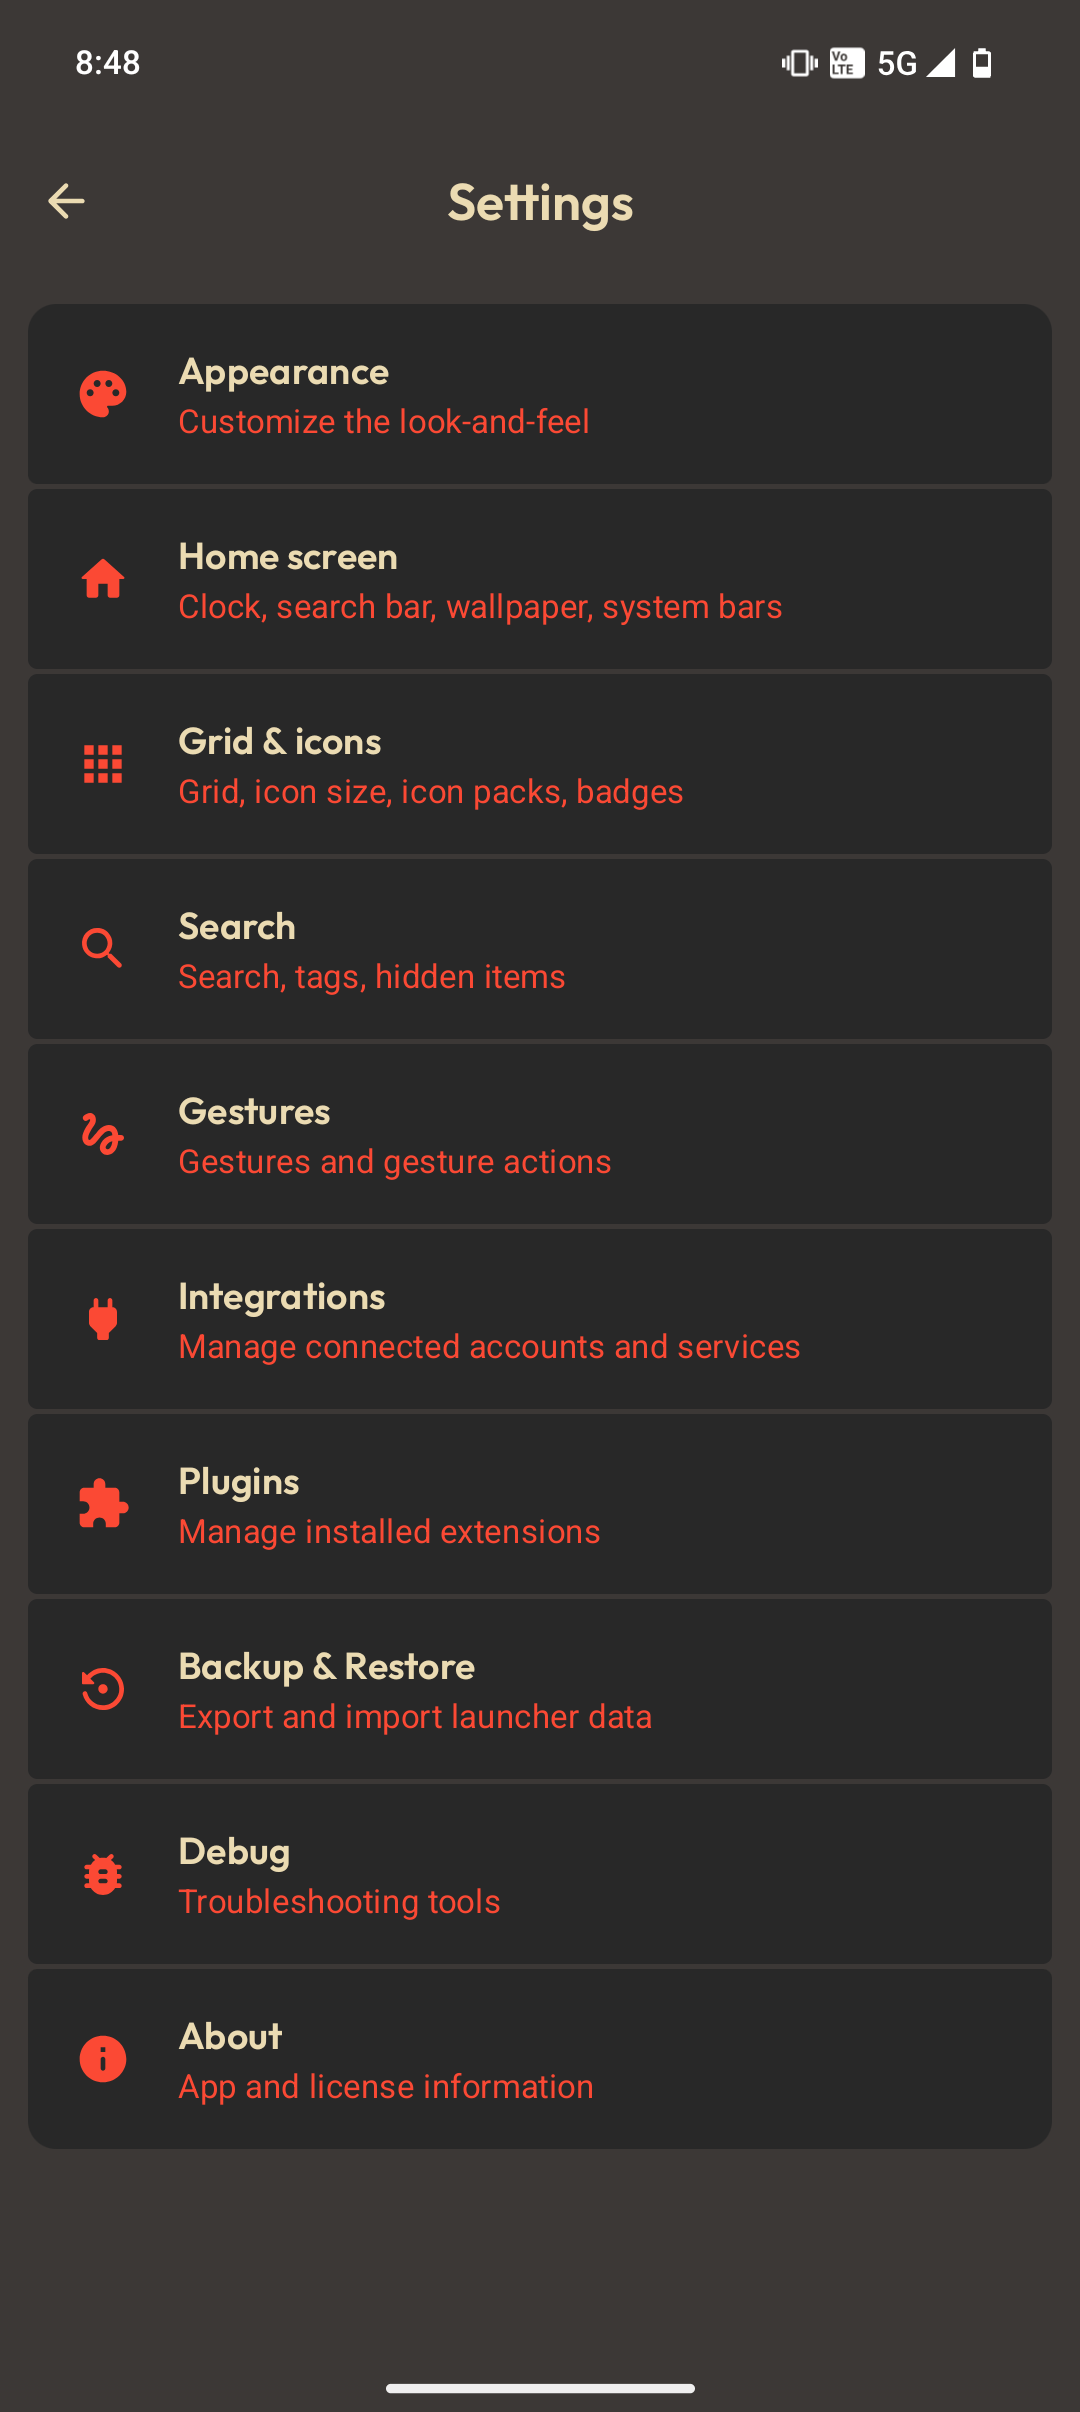 8:48
Vo LTE 5G
Settings
Appearance
Customize the look-and-feel
Home screen
Clock, search bar, wallpaper, system bars
Grid & icons
Grid, icon size, icon packs, badges
Search
Search, tags, hidden items
Gestures
Gestures and gesture actions
Integrations
Manage connected accounts and services
Plugins
Manage installed extensions
Backup & Restore
Export and import launcher data
Debug
Troubleshooting tools
About
App and license information